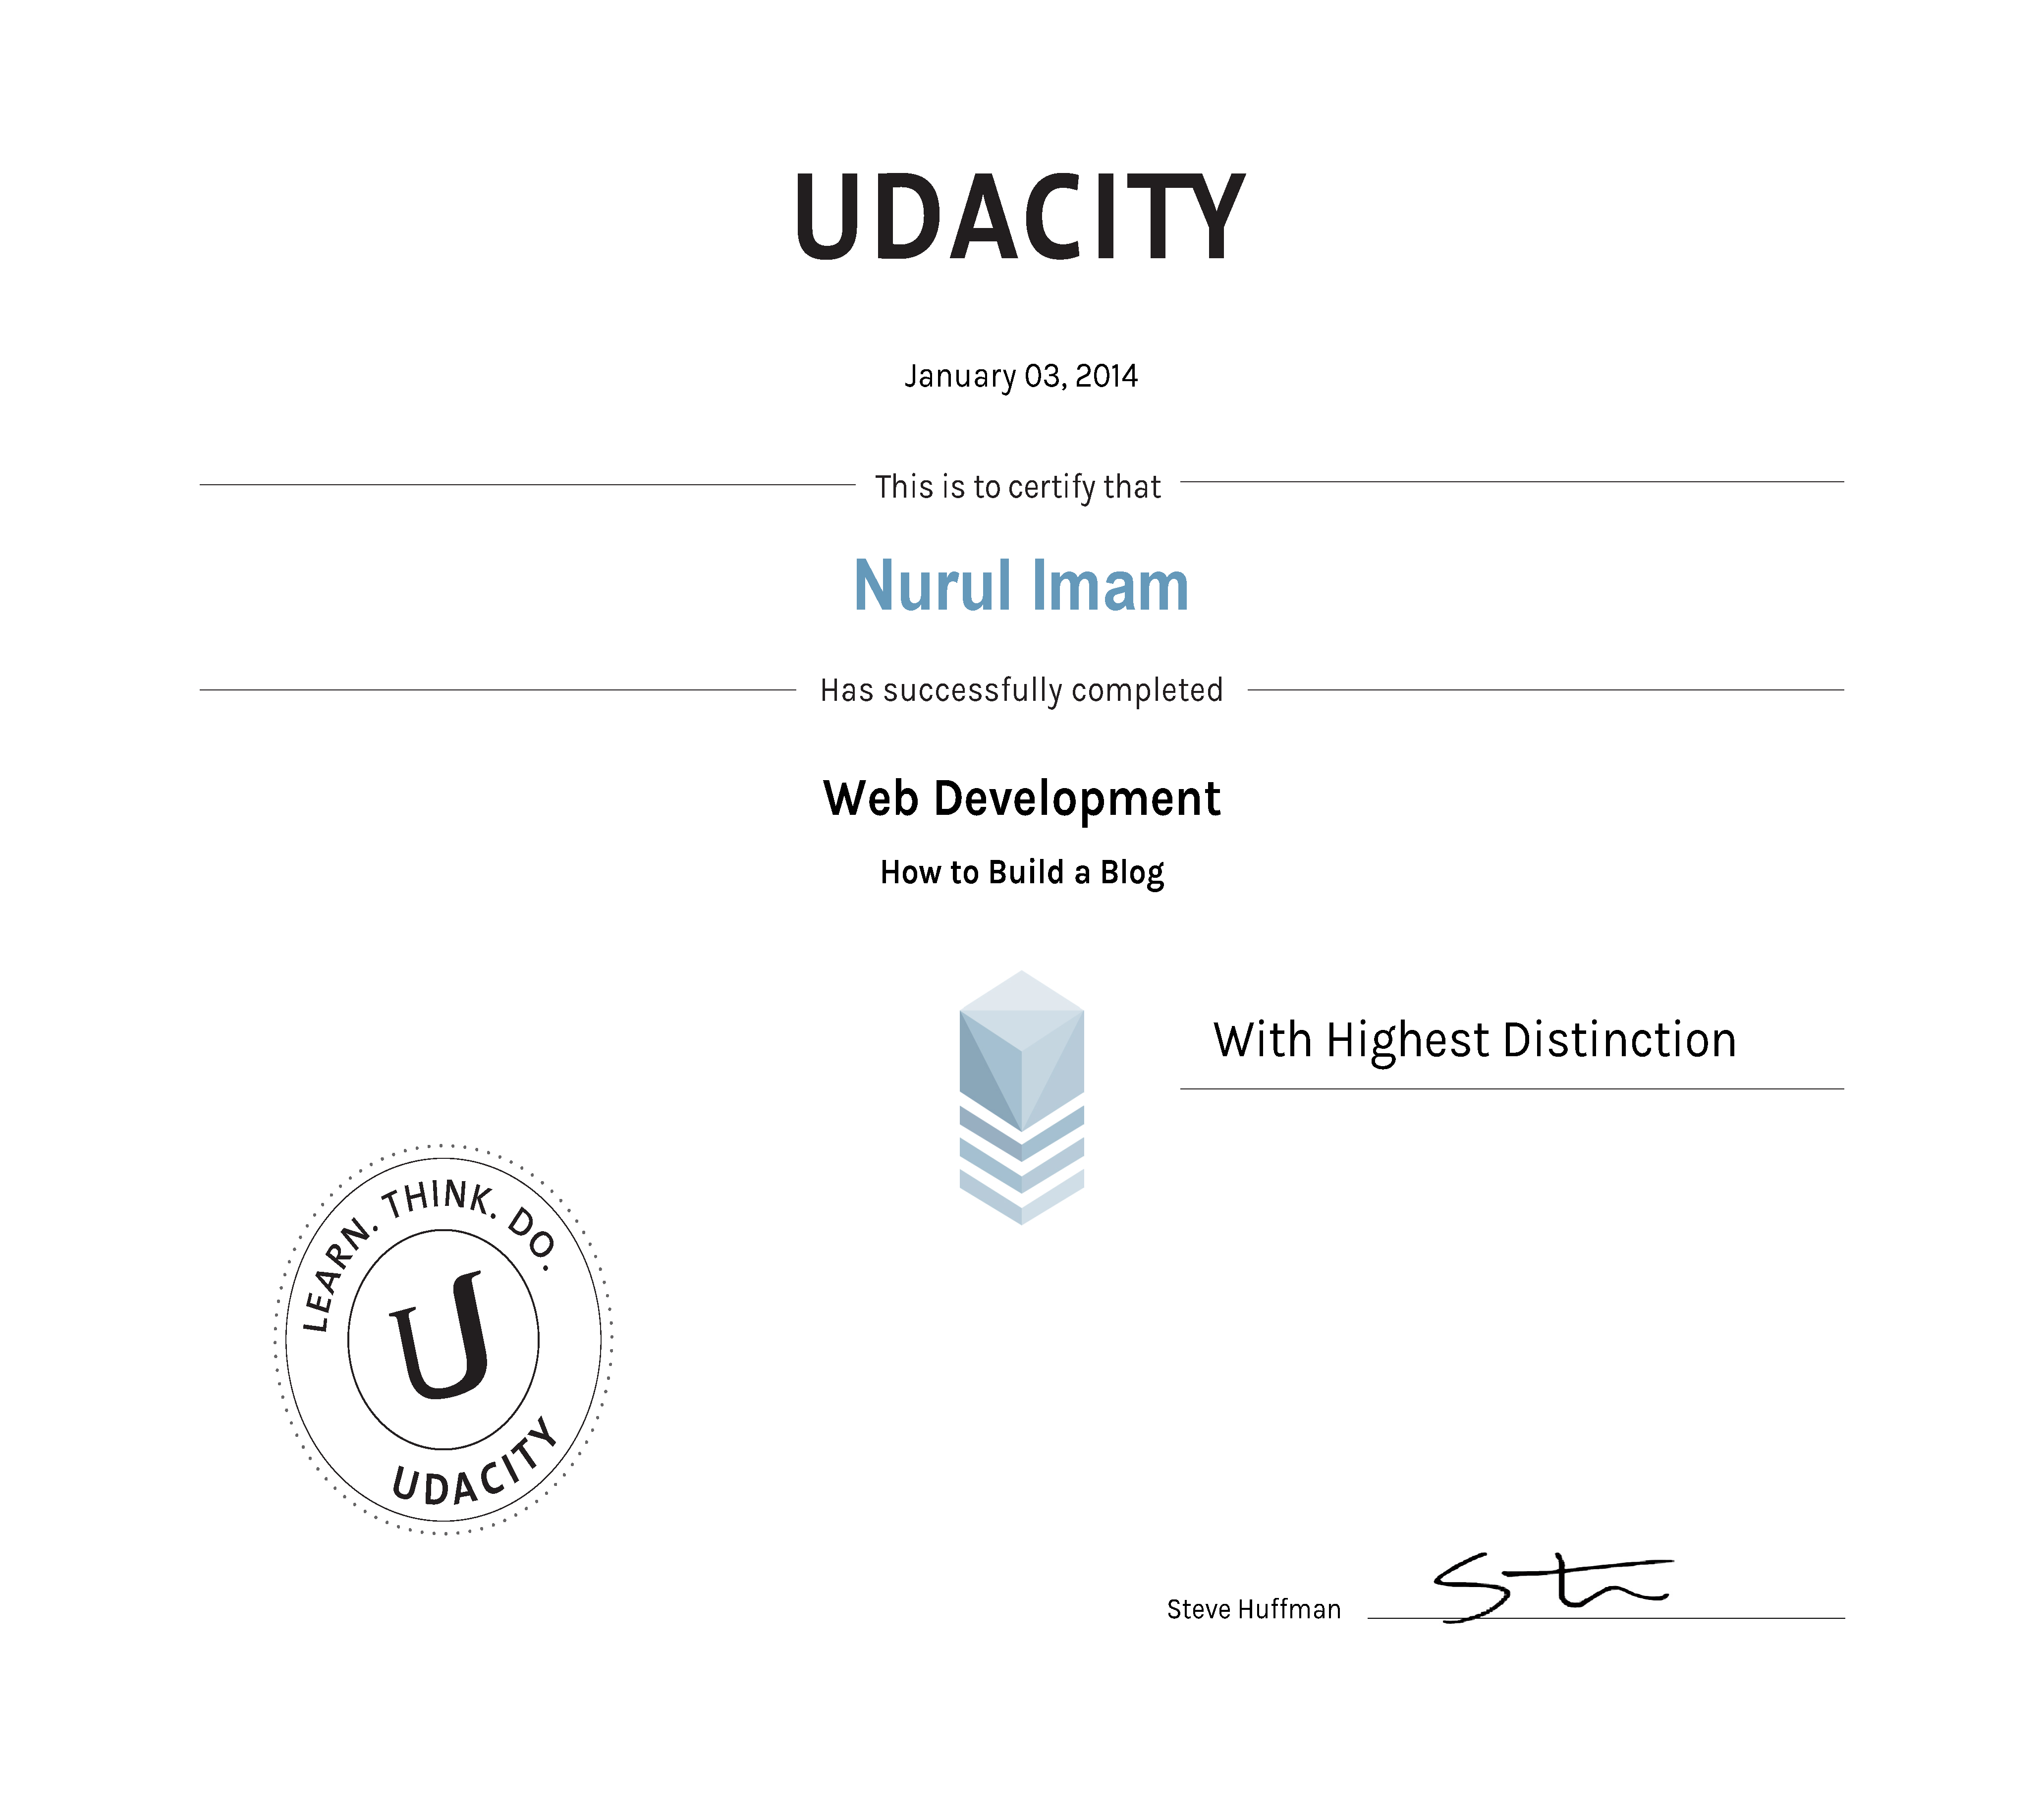 UDACITY
January 03, 2014
This is to certify that
Nurul Imam
Has successfully completed
Web Development
How to Build a Blog
With Highest Distinction
LEARN. THINK. DO.
U
UDACITY
Steve Huffman